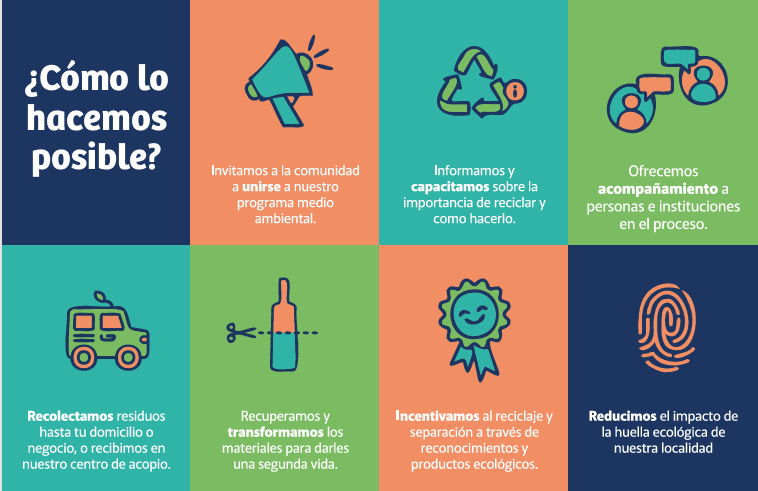 ¿Cómo lo
hacemos
posible?
Invitamos a la comunidad
a unirse a nuestro
programa medio
ambiental.
Informamos y
capacitamos sobre la
importancia de reciclar y
como hacerlo.
Ofrecemos
acompañamiento a
personas e instituciones
en el proceso.
Recolectamos residuos
hasta tu domicilio o
negocio, o recibimos en
nuestro centro de acopio.
Recuperamos y
transformamos los
materiales para darles
una segunda vida.
Incentivamos al reciclaje y
separación a través de
reconocimientos y
productos ecológicos.
Reducimos el impacto de
la huella ecológica de
nuestra localidad